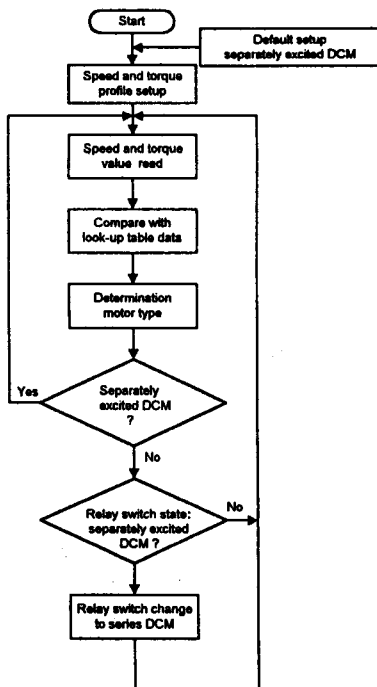 Start
Default setup
separately excited DCM
Speed and torque
profile setup
Speed and torque
value reed
Compare with
look-up table data
Determination
motor type
Yes
Separately
excited DCM
?
No
Relay switch state:
separately excited
DCM ?
No
Relay switch change
to series DCM